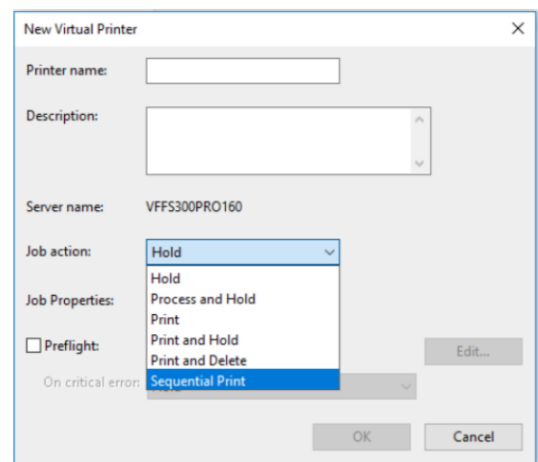 New Virtual Printer
Printer name:
Description:
Server name: VFFS300PRO160
Job action: Hold
Hold
Process and Hold
Job Properties:
Print
Print and Hold
Preflight:
Edit...
Print and Delete
On critical error: Sequential Print
OK Cancel